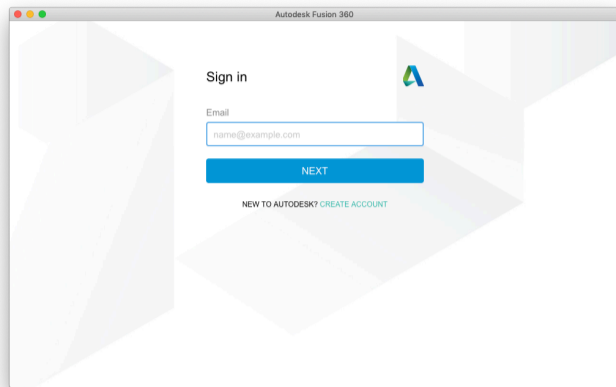 Autodesk Fusion 360
Sign in
Email
name@example.com
NEXT
NEW TO AUTODESK? CREATE ACCOUNT